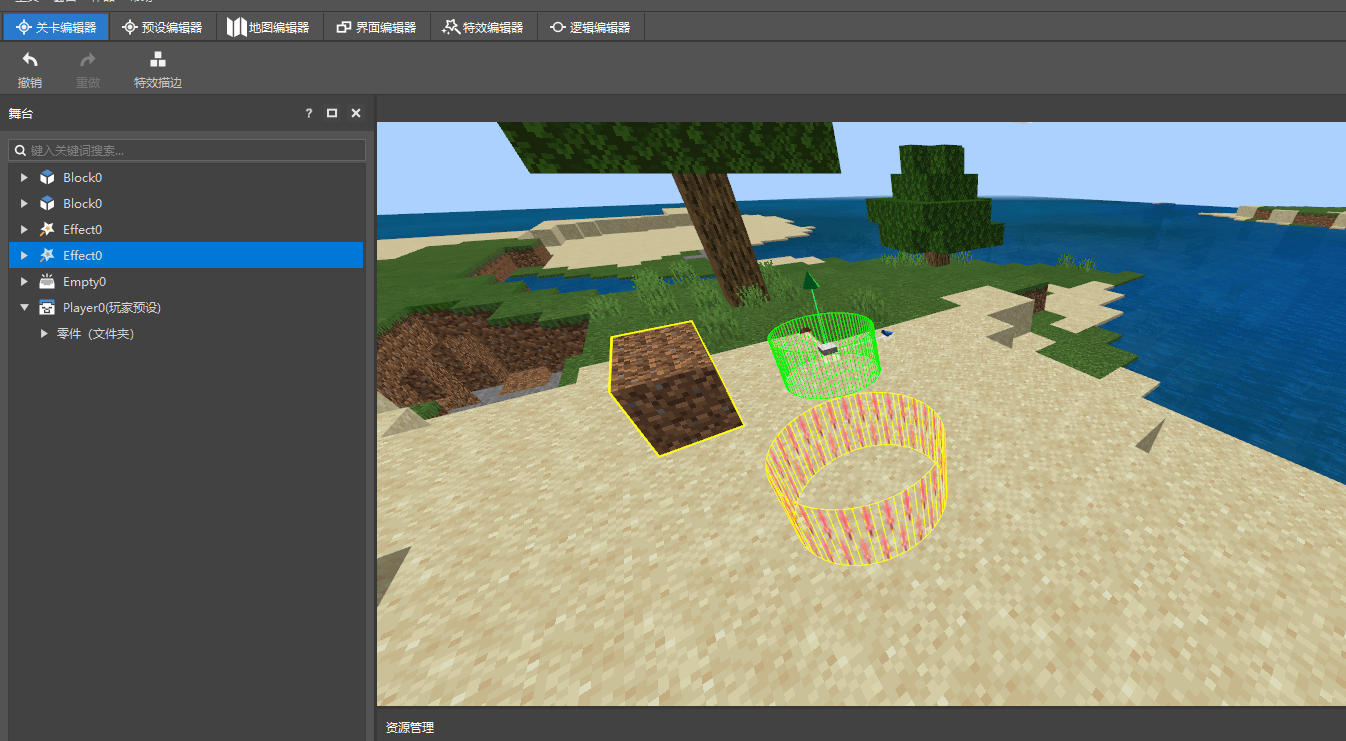 关卡编辑器 预设编辑器 地图编辑器 界面编辑器 特效编辑器 逻辑编辑器
撤销 重做 特效描边
舞台 ?
键入关键词搜索...
Block0
Block0
Effect0
Effect0
Empty0
Player0(玩家预设)
零件（文件夹）
资源管理